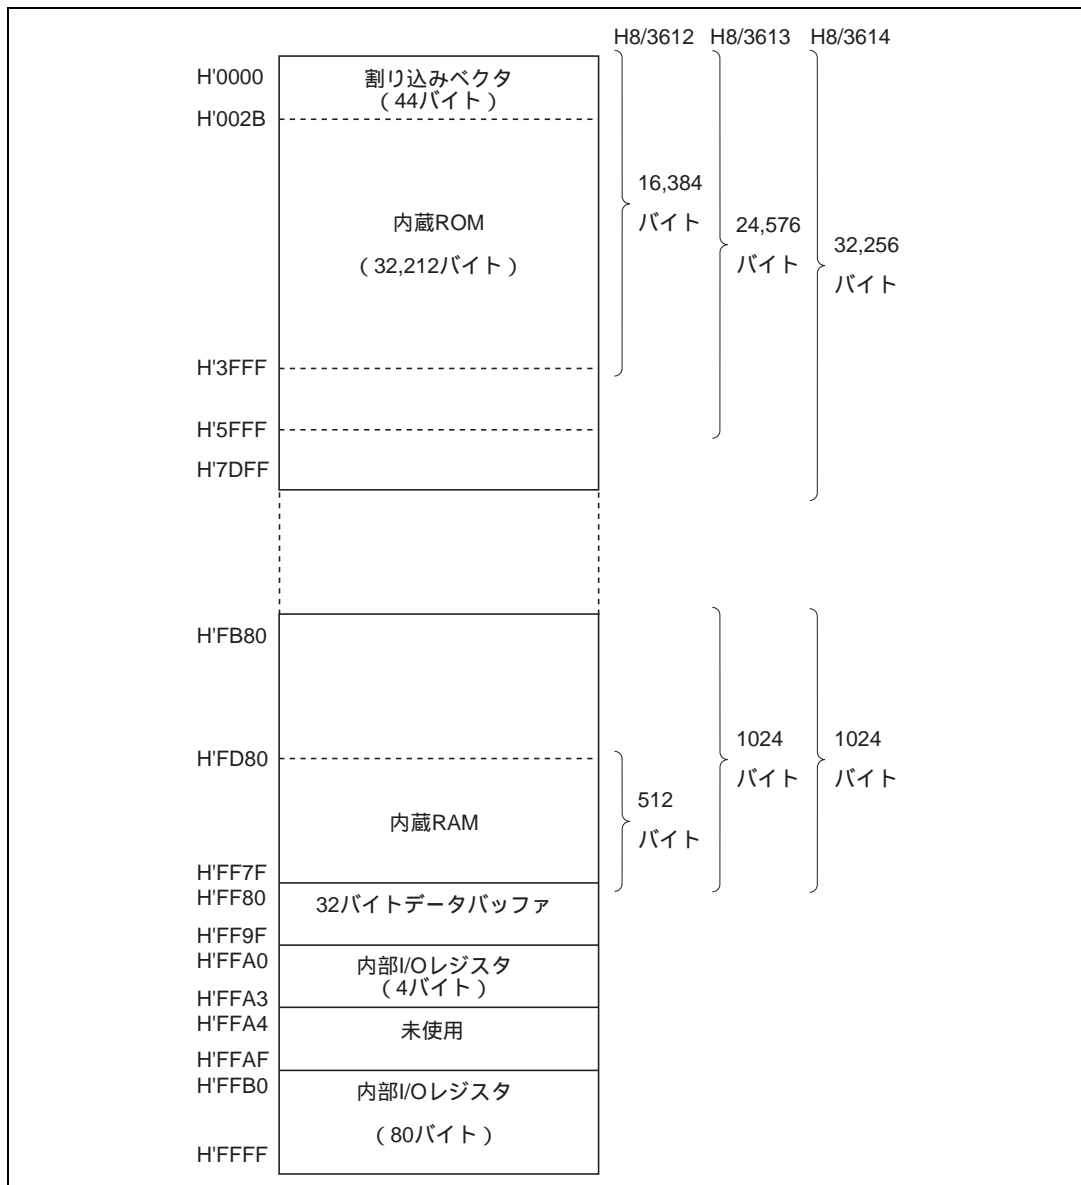 H8/3612 H8/3613 H8/3614
H'0000
割り込みベクタ
（44バイト）
H'002B
16,384
バイト
内蔵ROM
（32,212バイト）
24,576
バイト
32,256
バイト
H'3FFF
H'5FFF
H'7DFF
H'FB80
H'FD80
1024
バイト
1024
バイト
512
バイト
内蔵RAM
H'FF7F
H'FF80
32バイトデータバッファ
H'FF9F
H'FFA0
内部I/Oレジスタ
（4バイト）
H'FFA3
H'FFA4
未使用
H'FFAF
H'FFB0
内部I/Oレジスタ
（80バイト）
H'FFFF